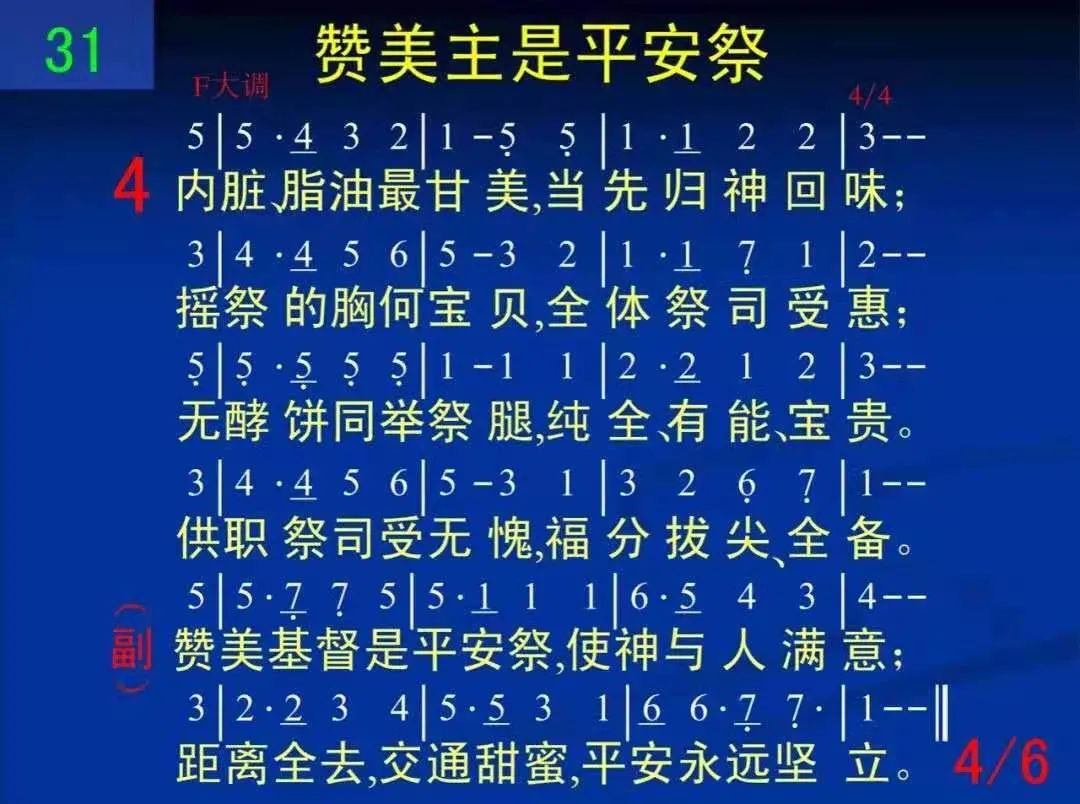 31
赞美主是平安祭
F大调
4/4
5|5·4 3 2|1-5̣ 5̣|1·1 2 2|3--
4 内脏、脂油最甘美,当先归神回味；
3|4·4 5 6|5-3 2|1·1 7̣ 1|2--
摇祭的胸何宝贝,全体祭司受惠；
5̣|5̣·5̣ 5̣ 5̣|1-1 1|2·2 1 2|3--
无酵饼同举祭腿,纯全、有能、宝贵。
3|4·4 5 6|5-3 1|3 2 6̣ 7̣|1--
供职祭司受无愧,福分拔尖、全备。
5|5·7̣ 7̣ 5|5·1 1 1|6·5 4 3|4--
(副) 赞美基督是平安祭,使神与人满意；
3|2·2 3 4|5·5 3 1|6 6·7̣ 7̣·|1--‖
距离全去,交通甜蜜,平安永远坚立。
4/6